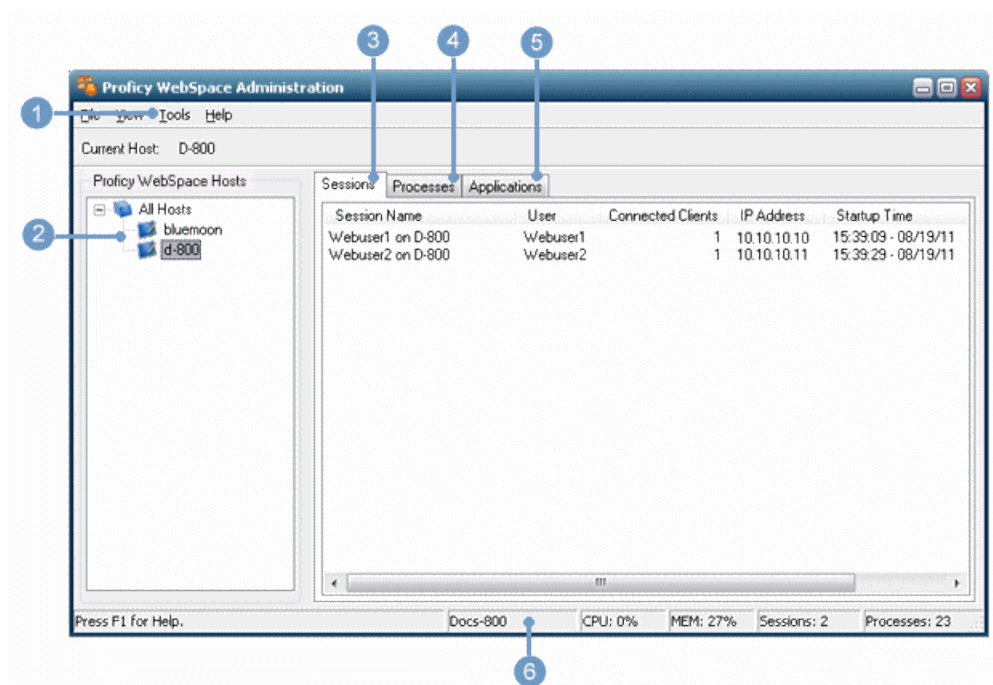 3 4 5
Proficy WebSpace Administration
1
File View Tools Help
Current Host: D-800
Proficy WebSpace Hosts
All Hosts
2
bluemoon
d-800
Sessions Processes Applications
Session Name User Connected Clients IP Address Startup Time
Webuser1 on D-800 Webuser1 1 10.10.10.10 15:39:09 - 08/19/11
Webuser2 on D-800 Webuser2 1 10.10.10.11 15:39:29 - 08/19/11
Press F1 for Help. Docs-800 CPU: 0% MEM: 27% Sessions: 2 Processes: 23
6